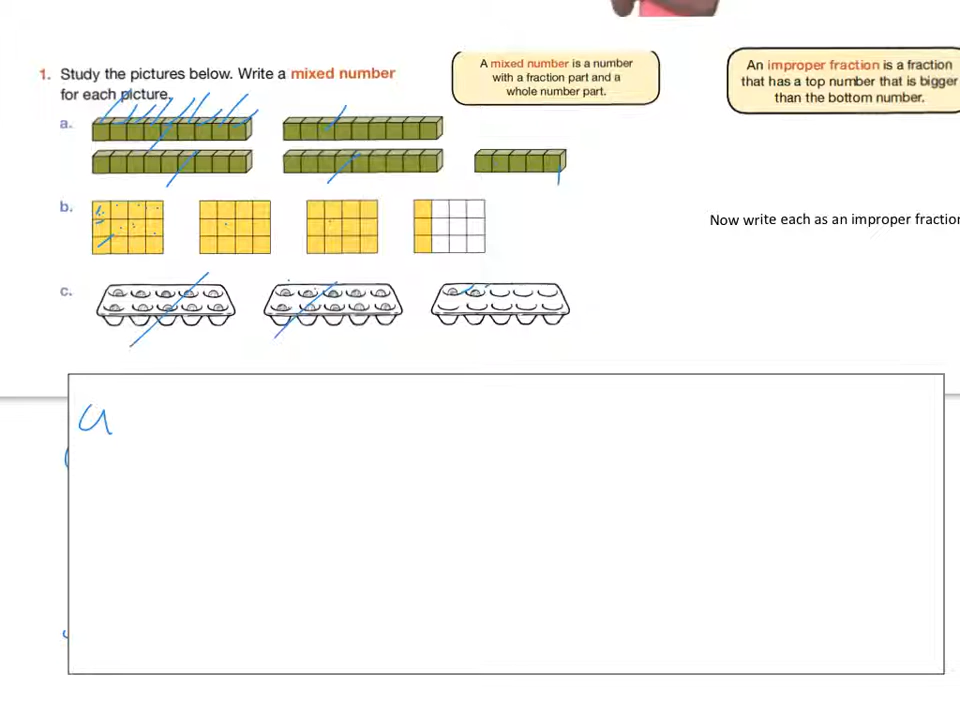 1. Study the pictures below. Write a mixed number
for each picture.
A mixed number is a number
with a fraction part and a
whole number part.
An improper fraction is a fraction
that has a top number that is bigger
than the bottom number.
a.
b.
Now write each as an improper fraction
c.
a